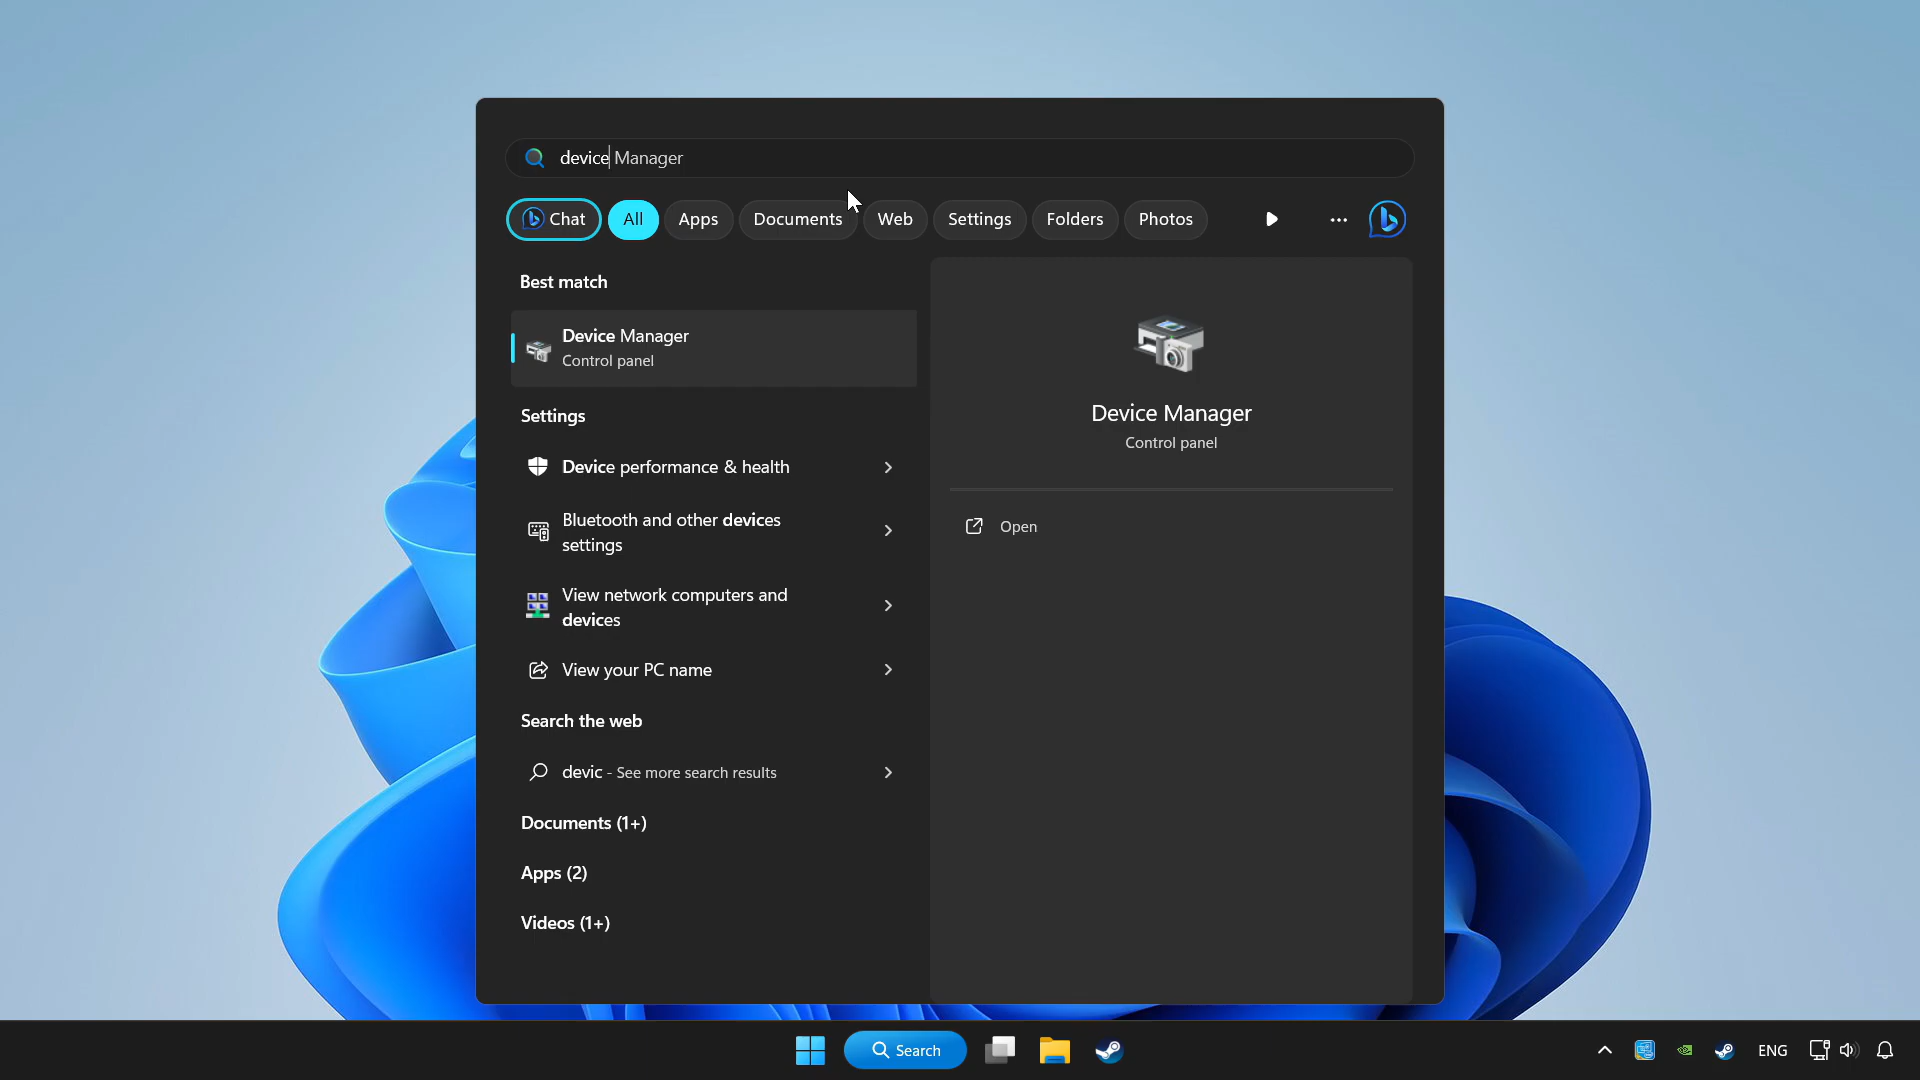 device Manager
Chat
All
Apps
Documents
Web
Settings
Folders
Photos
Best match
Device Manager
Control panel
Settings
Device performance & health
Bluetooth and other devices
settings
View network computers and
devices
View your PC name
Search the web
devic - See more search results
Documents (1+)
Apps (2)
Videos (1+)
Device Manager
Control panel
Open
Search
ENG